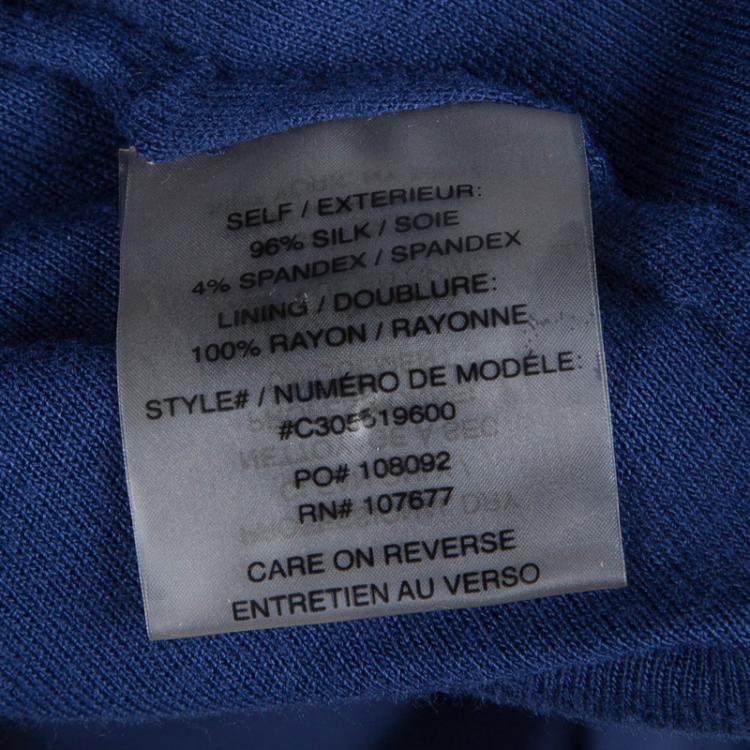 SELF / EXTERIEUR:
96% SILK / SOIE
4% SPANDEX / SPANDEX
LINING / DOUBLURE:
100% RAYON / RAYONNE
STYLE# / NUMÉRO DE MODÈLE:
#C305519600
PO# 108092
RN# 107677
CARE ON REVERSE
ENTRETIEN AU VERSO